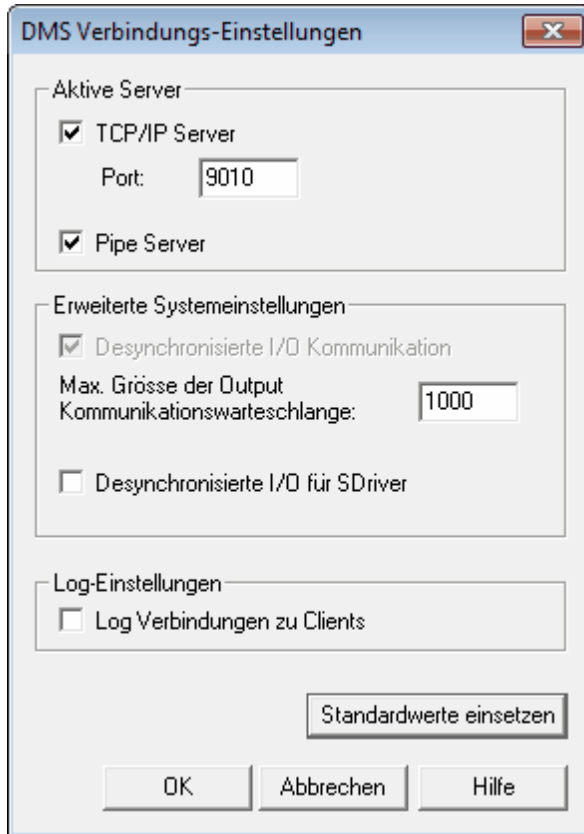 DMS Verbindungs-Einstellungen
Aktive Server
TCP/IP Server
Port: 9010
Pipe Server
Erweiterte Systemeinstellungen
Desynchronisierte I/O Kommunikation
Max. Grösse der Output
Kommunikationswarteschlange: 1000
Desynchronisierte I/O für SDriver
Log-Einstellungen
Log Verbindungen zu Clients
Standardwerte einsetzen
OK Abbrechen Hilfe